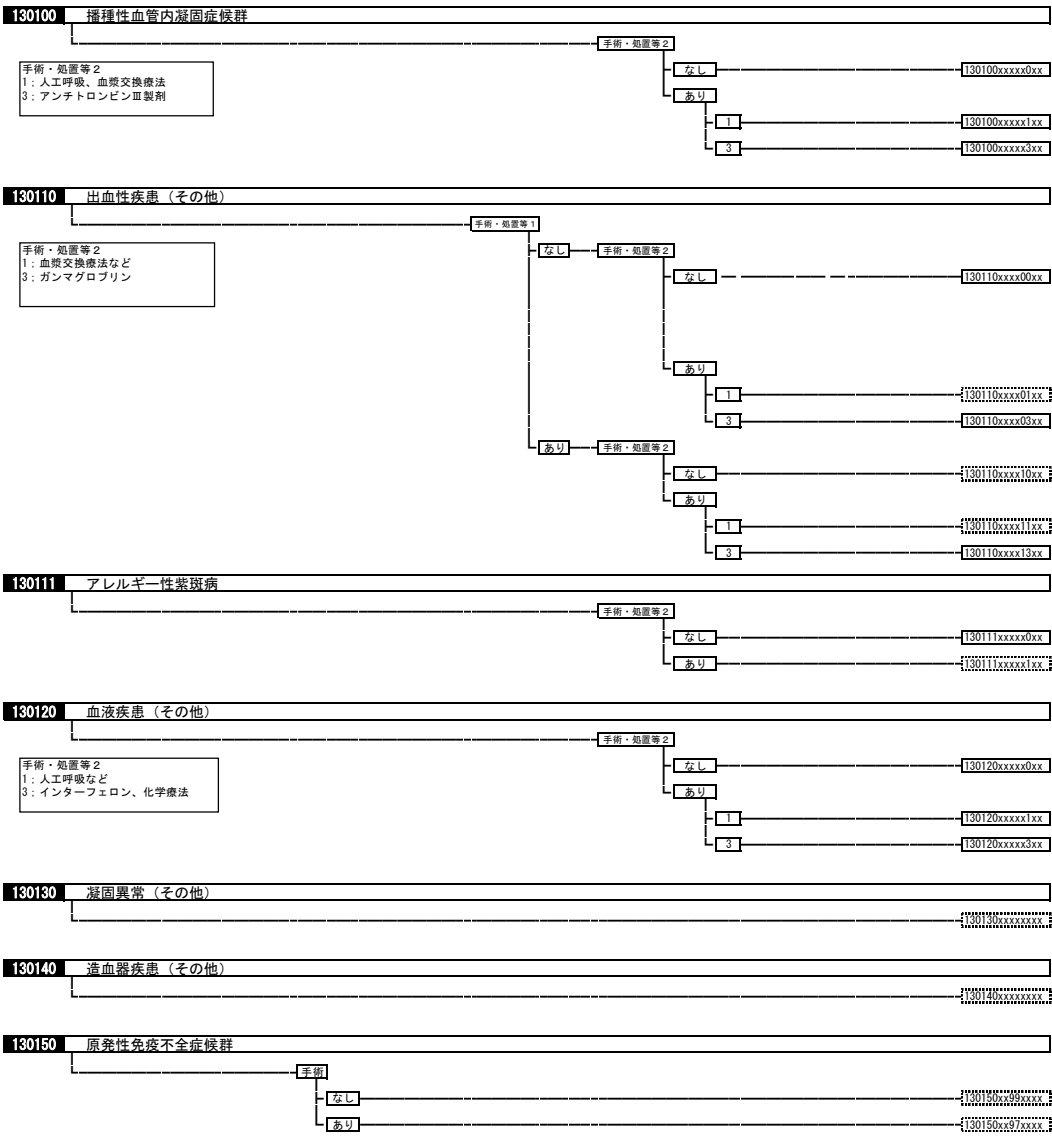 130100 播種性血管内凝固症候群
手術・処置等2
手術・処置等2
1;人工呼吸、血漿交換療法
3;アンチトロンビンⅢ製剤
なし 130100xxxxx0xx
あり
1 130100xxxxx1xx
3 130100xxxxx3xx
130110 出血性疾患（その他）
手術・処置等1
手術・処置等2
1;血漿交換療法など
3;ガンマグロブリン
なし 手術・処置等2
なし 130110xxxx00xx
あり
1 130110xxxx01xx
3 130110xxxx03xx
あり 手術・処置等2
なし 130110xxxx10xx
あり
1 130110xxxx11xx
3 130110xxxx13xx
130111 アレルギー性紫斑病
手術・処置等2
なし 130111xxxxx0xx
あり 130111xxxxx1xx
130120 血液疾患（その他）
手術・処置等2
手術・処置等2
1;人工呼吸など
3;インターフェロン、化学療法
なし 130120xxxxx0xx
あり
1 130120xxxxx1xx
3 130120xxxxx3xx
130130 凝固異常（その他）
130130xxxxxxxx
130140 造血器疾患（その他）
130140xxxxxxxx
130150 原発性免疫不全症候群
手術
なし 130150xx99xxxx
あり 130150xx97xxxx